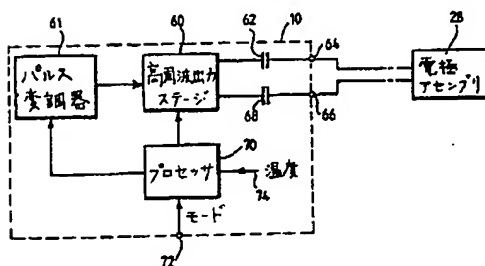 61
60
62
10
64
28
パルス
変調器
高周波出力
ステージ
電極
アセンブリ
68
66
70
プロセッサ
温度
74
モード
72